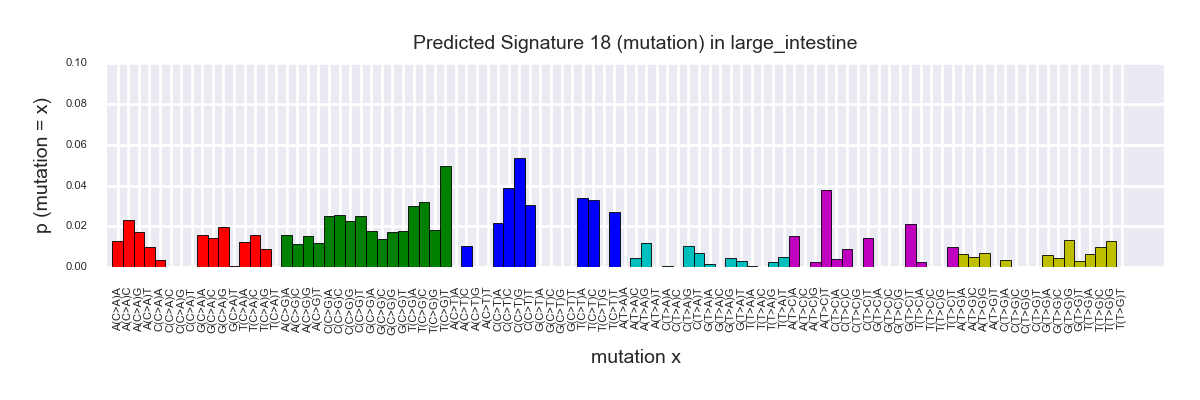 Predicted Signature 18 (mutation) in large_intestine
p (mutation = x)
0.10
0.08
0.06
0.04
0.02
0.00
A(C>A)A
A(C>A)C
A(C>A)G
A(C>A)T
C(C>A)A
C(C>A)C
C(C>A)G
C(C>A)T
G(C>A)A
G(C>A)C
G(C>A)G
G(C>A)T
T(C>A)A
T(C>A)C
T(C>A)G
T(C>A)T
A(C>G)A
A(C>G)C
A(C>G)G
A(C>G)T
C(C>G)A
C(C>G)C
C(C>G)G
C(C>G)T
G(C>G)A
G(C>G)C
G(C>G)G
G(C>G)T
T(C>G)A
T(C>G)C
T(C>G)G
T(C>G)T
A(C>T)A
A(C>T)C
A(C>T)G
A(C>T)T
C(C>T)A
C(C>T)C
C(C>T)G
C(C>T)T
G(C>T)A
G(C>T)C
G(C>T)G
G(C>T)T
T(C>T)A
T(C>T)C
T(C>T)G
T(C>T)T
A(T>A)A
A(T>A)C
A(T>A)G
A(T>A)T
C(T>A)A
C(T>A)C
C(T>A)G
C(T>A)T
G(T>A)A
G(T>A)C
G(T>A)G
G(T>A)T
T(T>A)A
T(T>A)C
T(T>A)G
T(T>A)T
A(T>C)A
A(T>C)C
A(T>C)G
A(T>C)T
C(T>C)A
C(T>C)C
C(T>C)G
C(T>C)T
G(T>C)A
G(T>C)C
G(T>C)G
G(T>C)T
T(T>C)A
T(T>C)C
T(T>C)G
T(T>C)T
A(T>G)A
A(T>G)C
A(T>G)G
A(T>G)T
C(T>G)A
C(T>G)C
C(T>G)G
C(T>G)T
G(T>G)A
G(T>G)C
G(T>G)G
G(T>G)T
T(T>G)A
T(T>G)C
T(T>G)G
T(T>G)T
mutation x